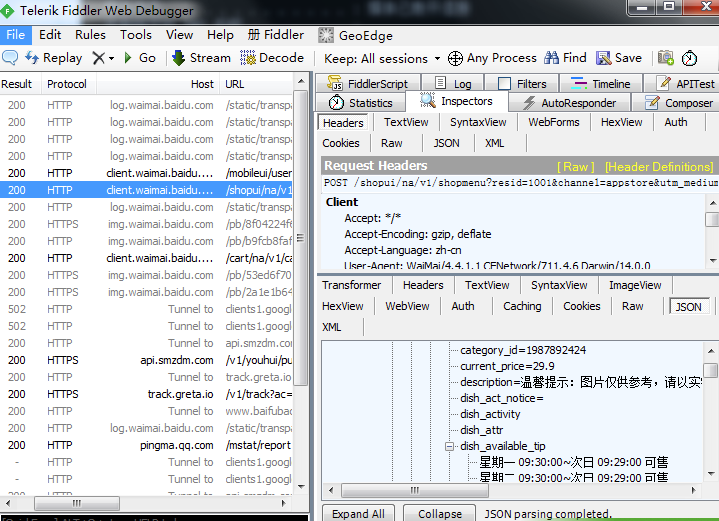 Telerik Fiddler Web Debugger
File Edit Rules Tools View Help 册 Fiddler GeoEdge
Replay Go Stream Decode Keep: All sessions Any Process Find Save
Result Protocol Host URL
200 HTTP log.waimai.baidu.com /static/transpa
200 HTTP log.waimai.baidu.com /static/transpa
200 HTTP log.waimai.baidu.com /static/transpa
200 HTTP log.waimai.baidu.com /static/transpa
200 HTTP client.waimai.baidu.... /mobileui/user
200 HTTP client.waimai.baidu.... /shopui/na/v1
200 HTTP log.waimai.baidu.com /static/transpa
200 HTTPS img.waimai.baidu.com /pb/8f04224f6
200 HTTPS img.waimai.baidu.com /pb/b9fcb8faf
200 HTTP client.waimai.baidu.... /cart/na/v1/ca
200 HTTPS img.waimai.baidu.com /pb/53ed6f70
200 HTTPS img.waimai.baidu.com /pb/2a1e1b64
502 HTTP Tunnel to clients1.googl
502 HTTP Tunnel to clients1.googl
200 HTTP Tunnel to api.smzdm.com
200 HTTPS api.smzdm.com /v1/youhui/pu
200 HTTP Tunnel to track.greta.io
200 HTTPS track.greta.io /v1/track?ac=
200 HTTP Tunnel to www.baifubao
200 HTTP log.waimai.baidu.com /static/transpa
200 HTTP pingma.qq.com /mstat/report
- HTTP Tunnel to clients1.googl
- HTTP Tunnel to clients1.googl
FiddlerScript Log Filters Timeline APITest
Statistics Inspectors AutoResponder Composer
Headers TextView SyntaxView WebForms HexView Auth
Cookies Raw JSON XML
Request Headers [ Raw ] [Header Definitions]
POST /shopui/na/v1/shopmenu?resid=1001&channel=appstore&utm_medium
Client
Accept: */*
Accept-Encoding: gzip, deflate
Accept-Language: zh-cn
User-Agent: WaiMai/4.4.1.1 CFNetwork/711.4.6 Darwin/14.0.0
Transformer Headers TextView SyntaxView ImageView
HexView WebView Auth Caching Cookies Raw JSON
XML
category_id=1987892424
current_price=29.9
description=温馨提示：图片仅供参考，请以实
dish_act_notice=
dish_activity
dish_attr
dish_available_tip
星期一 09:30:00~次日 09:29:00 可售
星期二 09:30:00~次日 09:29:00 可售
Expand All Collapse JSON parsing completed.